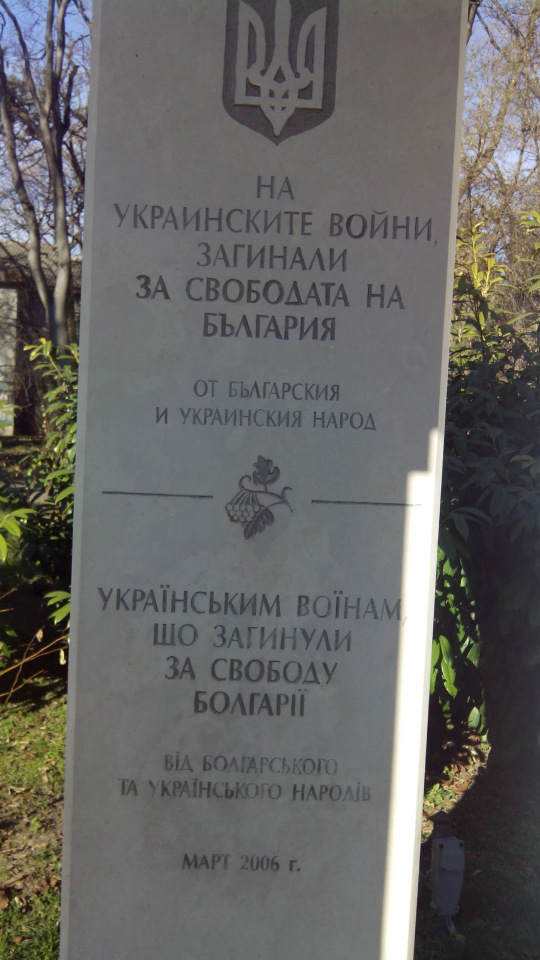 НА
УКРАИНСКИТЕ ВОЙНИ,
ЗАГИНАЛИ
ЗА СВОБОДАТА НА
БЪЛГАРИЯ
ОТ БЪЛГАРСКИЯ
И УКРАИНСКИЯ НАРОД
УКРАЇНСЬКИМ ВОЇНАМ,
ЩО ЗАГИНУЛИ
ЗА СВОБОДУ
БОЛГАРІЇ
ВІД БОЛГАРСЬКОГО
ТА УКРАЇНСЬКОГО НАРОДІВ
МАРТ 2006 г.